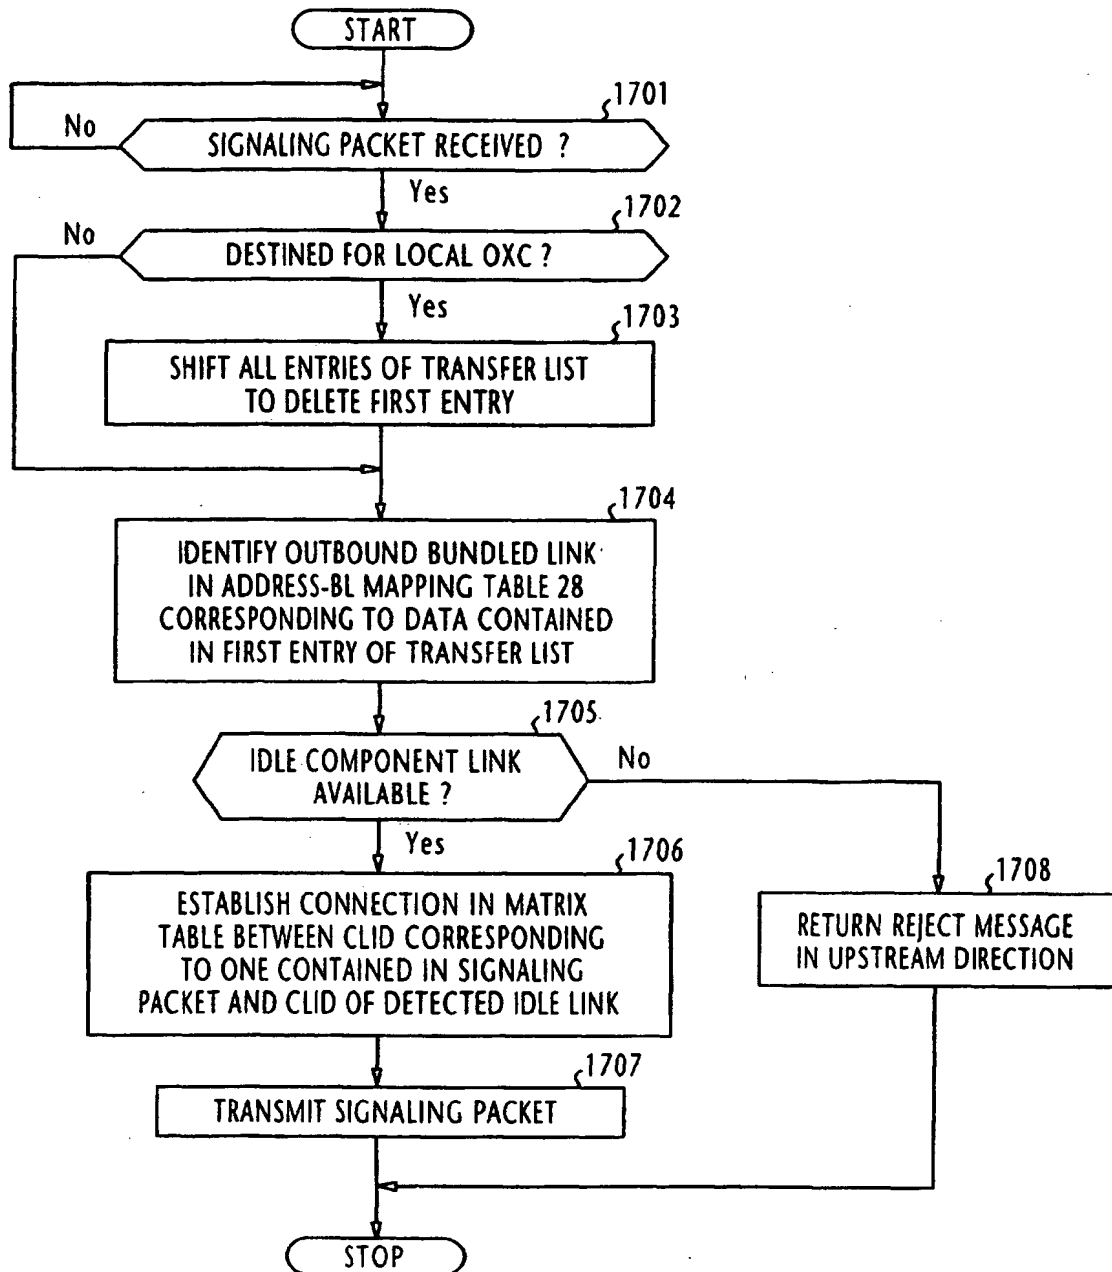 START
1701
No
SIGNALING PACKET RECEIVED ?
Yes
1702
No
DESTINED FOR LOCAL OXC ?
Yes
1703
SHIFT ALL ENTRIES OF TRANSFER LIST
TO DELETE FIRST ENTRY
1704
IDENTIFY OUTBOUND BUNDLED LINK
IN ADDRESS-BL MAPPING TABLE 28
CORRESPONDING TO DATA CONTAINED
IN FIRST ENTRY OF TRANSFER LIST
1705
IDLE COMPONENT LINK
AVAILABLE ?
No
Yes
1706
ESTABLISH CONNECTION IN MATRIX
TABLE BETWEEN CLID CORRESPONDING
TO ONE CONTAINED IN SIGNALING
PACKET AND CLID OF DETECTED IDLE LINK
1708
RETURN REJECT MESSAGE
IN UPSTREAM DIRECTION
1707
TRANSMIT SIGNALING PACKET
STOP